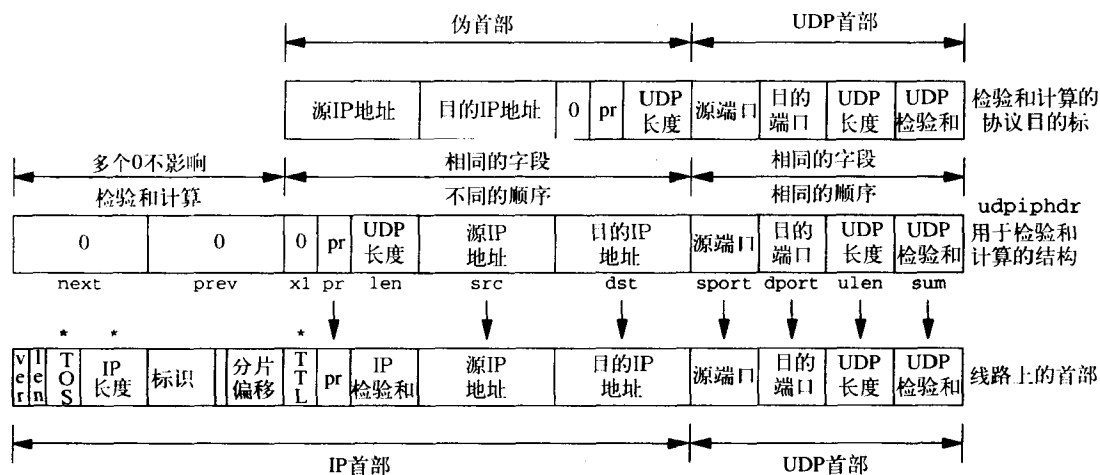 伪首部
UDP首部
源IP地址
目的IP地址
0
pr
UDP
长度
源端口
目的
端口
UDP
长度
UDP
检验和
检验和计算的
协议目的标
多个0不影响
检验和计算
相同的字段
不同的顺序
相同的字段
相同的顺序
0
0
0
pr
UDP
长度
源IP
地址
目的IP
地址
源端口
目的
端口
UDP
长度
UDP
检验和
udpiphdr
用于检验和
计算的结构
next
prev
x1
pr
len
src
dst
sport
dport
ulen
sum
*
*
*
ver
len
TOS
IP
长度
标识
分片
偏移
TTL
pr
IP
检验和
源IP
地址
目的IP
地址
源端口
目的
端口
UDP
长度
UDP
检验和
线路上的首部
IP首部
UDP首部